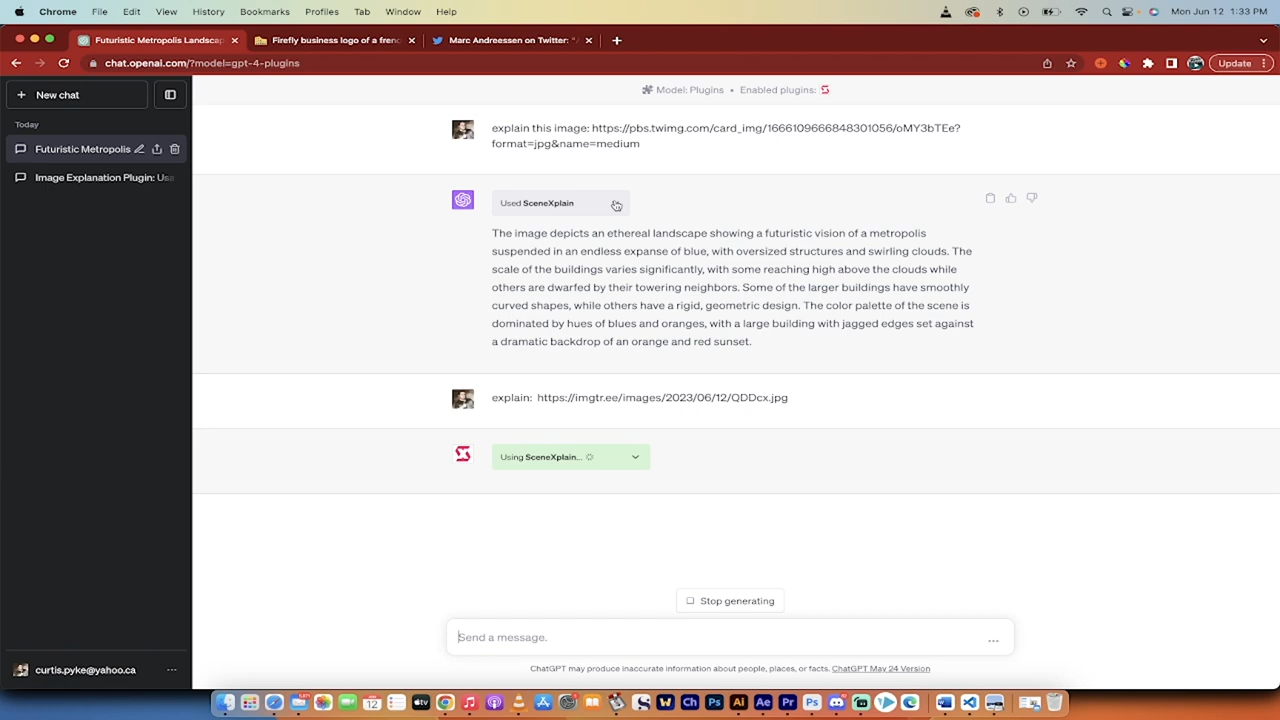 Chrome File Edit View History Bookmarks Profiles Tab Window Help Mon Jun 12 1:33 PM
Futuristic Metropolis Landscap Firefly business logo of a frenc Marc Andreessen on Twitter: "
chat.openai.com/?model=gpt-4-plugins Update
New chat
Model: Plugins • Enabled plugins:
Today
Futuristic Metropolis
Image Explanation Plugin: Usa
explain this image: https://pbs.twimg.com/card_img/1666109666848301056/oMY3bTEe?
format=jpg&name=medium
Used SceneXplain
The image depicts an ethereal landscape showing a futuristic vision of a metropolis
suspended in an endless expanse of blue, with oversized structures and swirling clouds. The
scale of the buildings varies significantly, with some reaching high above the clouds while
others are dwarfed by their towering neighbors. Some of the larger buildings have smoothly
curved shapes, while others have a rigid, geometric design. The color palette of the scene is
dominated by hues of blues and oranges, with a large building with jagged edges set against
a dramatic backdrop of an orange and red sunset.
explain: https://imgtr.ee/images/2023/06/12/QDDcx.jpg
Using SceneXplain...
Stop generating
Send a message.
ChatGPT may produce inaccurate information about people, places, or facts. ChatGPT May 24 Version
curtis.pyke@yahoo.ca
12 W Ch Ps Ai Ae Pr Ps